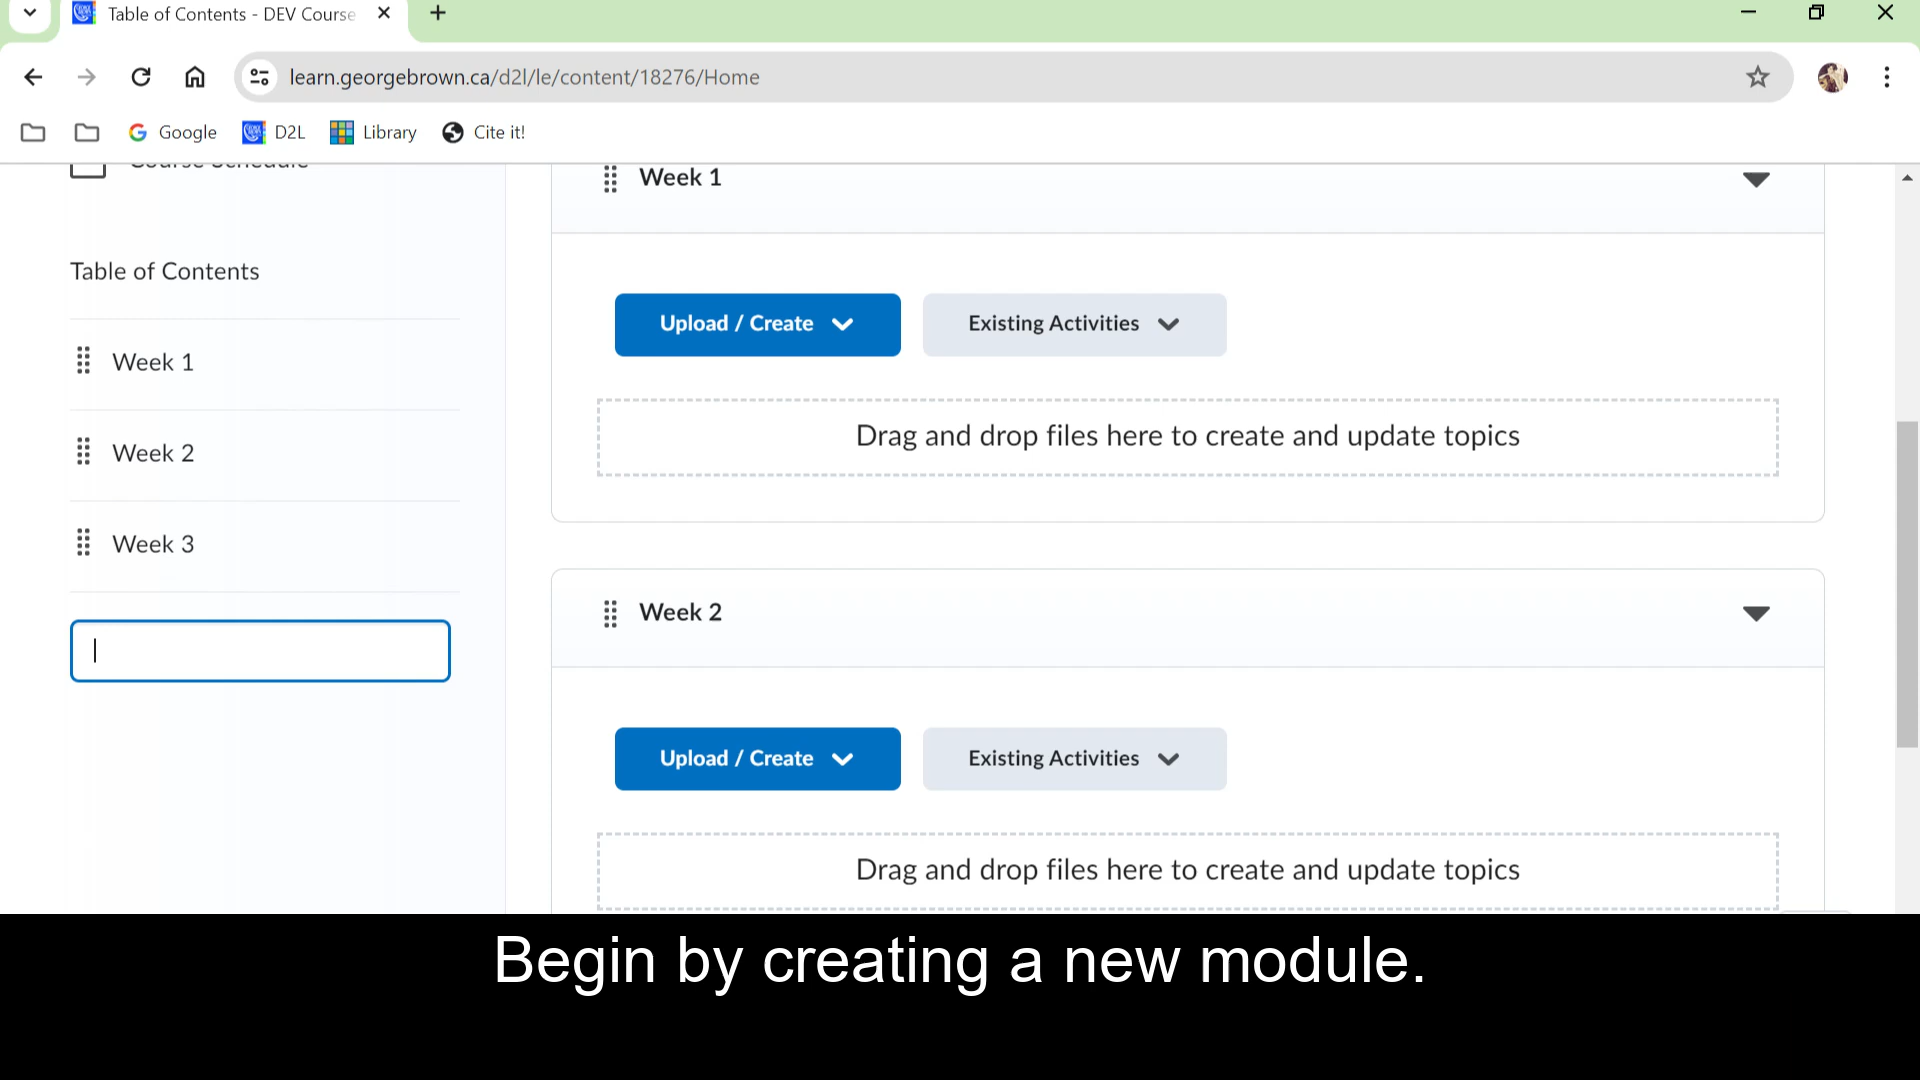 Table of Contents - DEV Course
learn.georgebrown.ca/d2l/le/content/18276/Home
Google D2L Library Cite it!
Course Schedule
Table of Contents
Week 1
Week 2
Week 3
Week 1
Upload / Create Existing Activities
Drag and drop files here to create and update topics
Week 2
Upload / Create Existing Activities
Drag and drop files here to create and update topics
Begin by creating a new module.